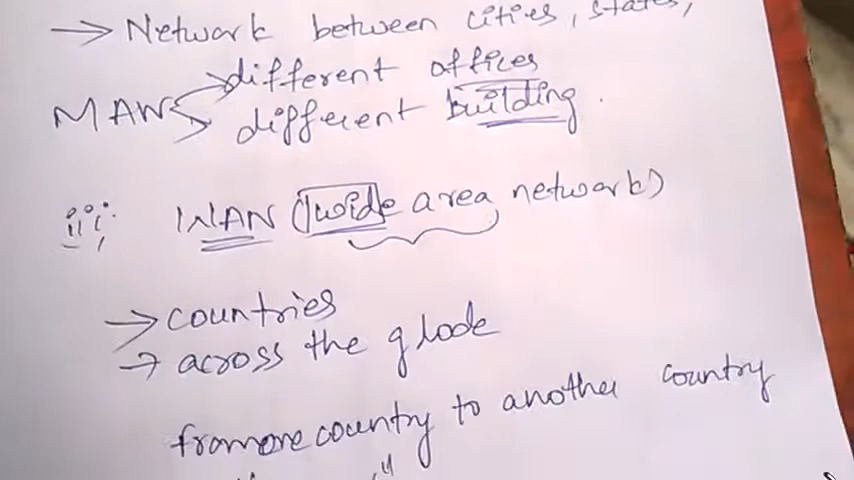 → Network between cities, states,
MAN → different offices
→ different building.
iii, WAN (wide area network)
→ countries
→ across the glode
from one country to another country